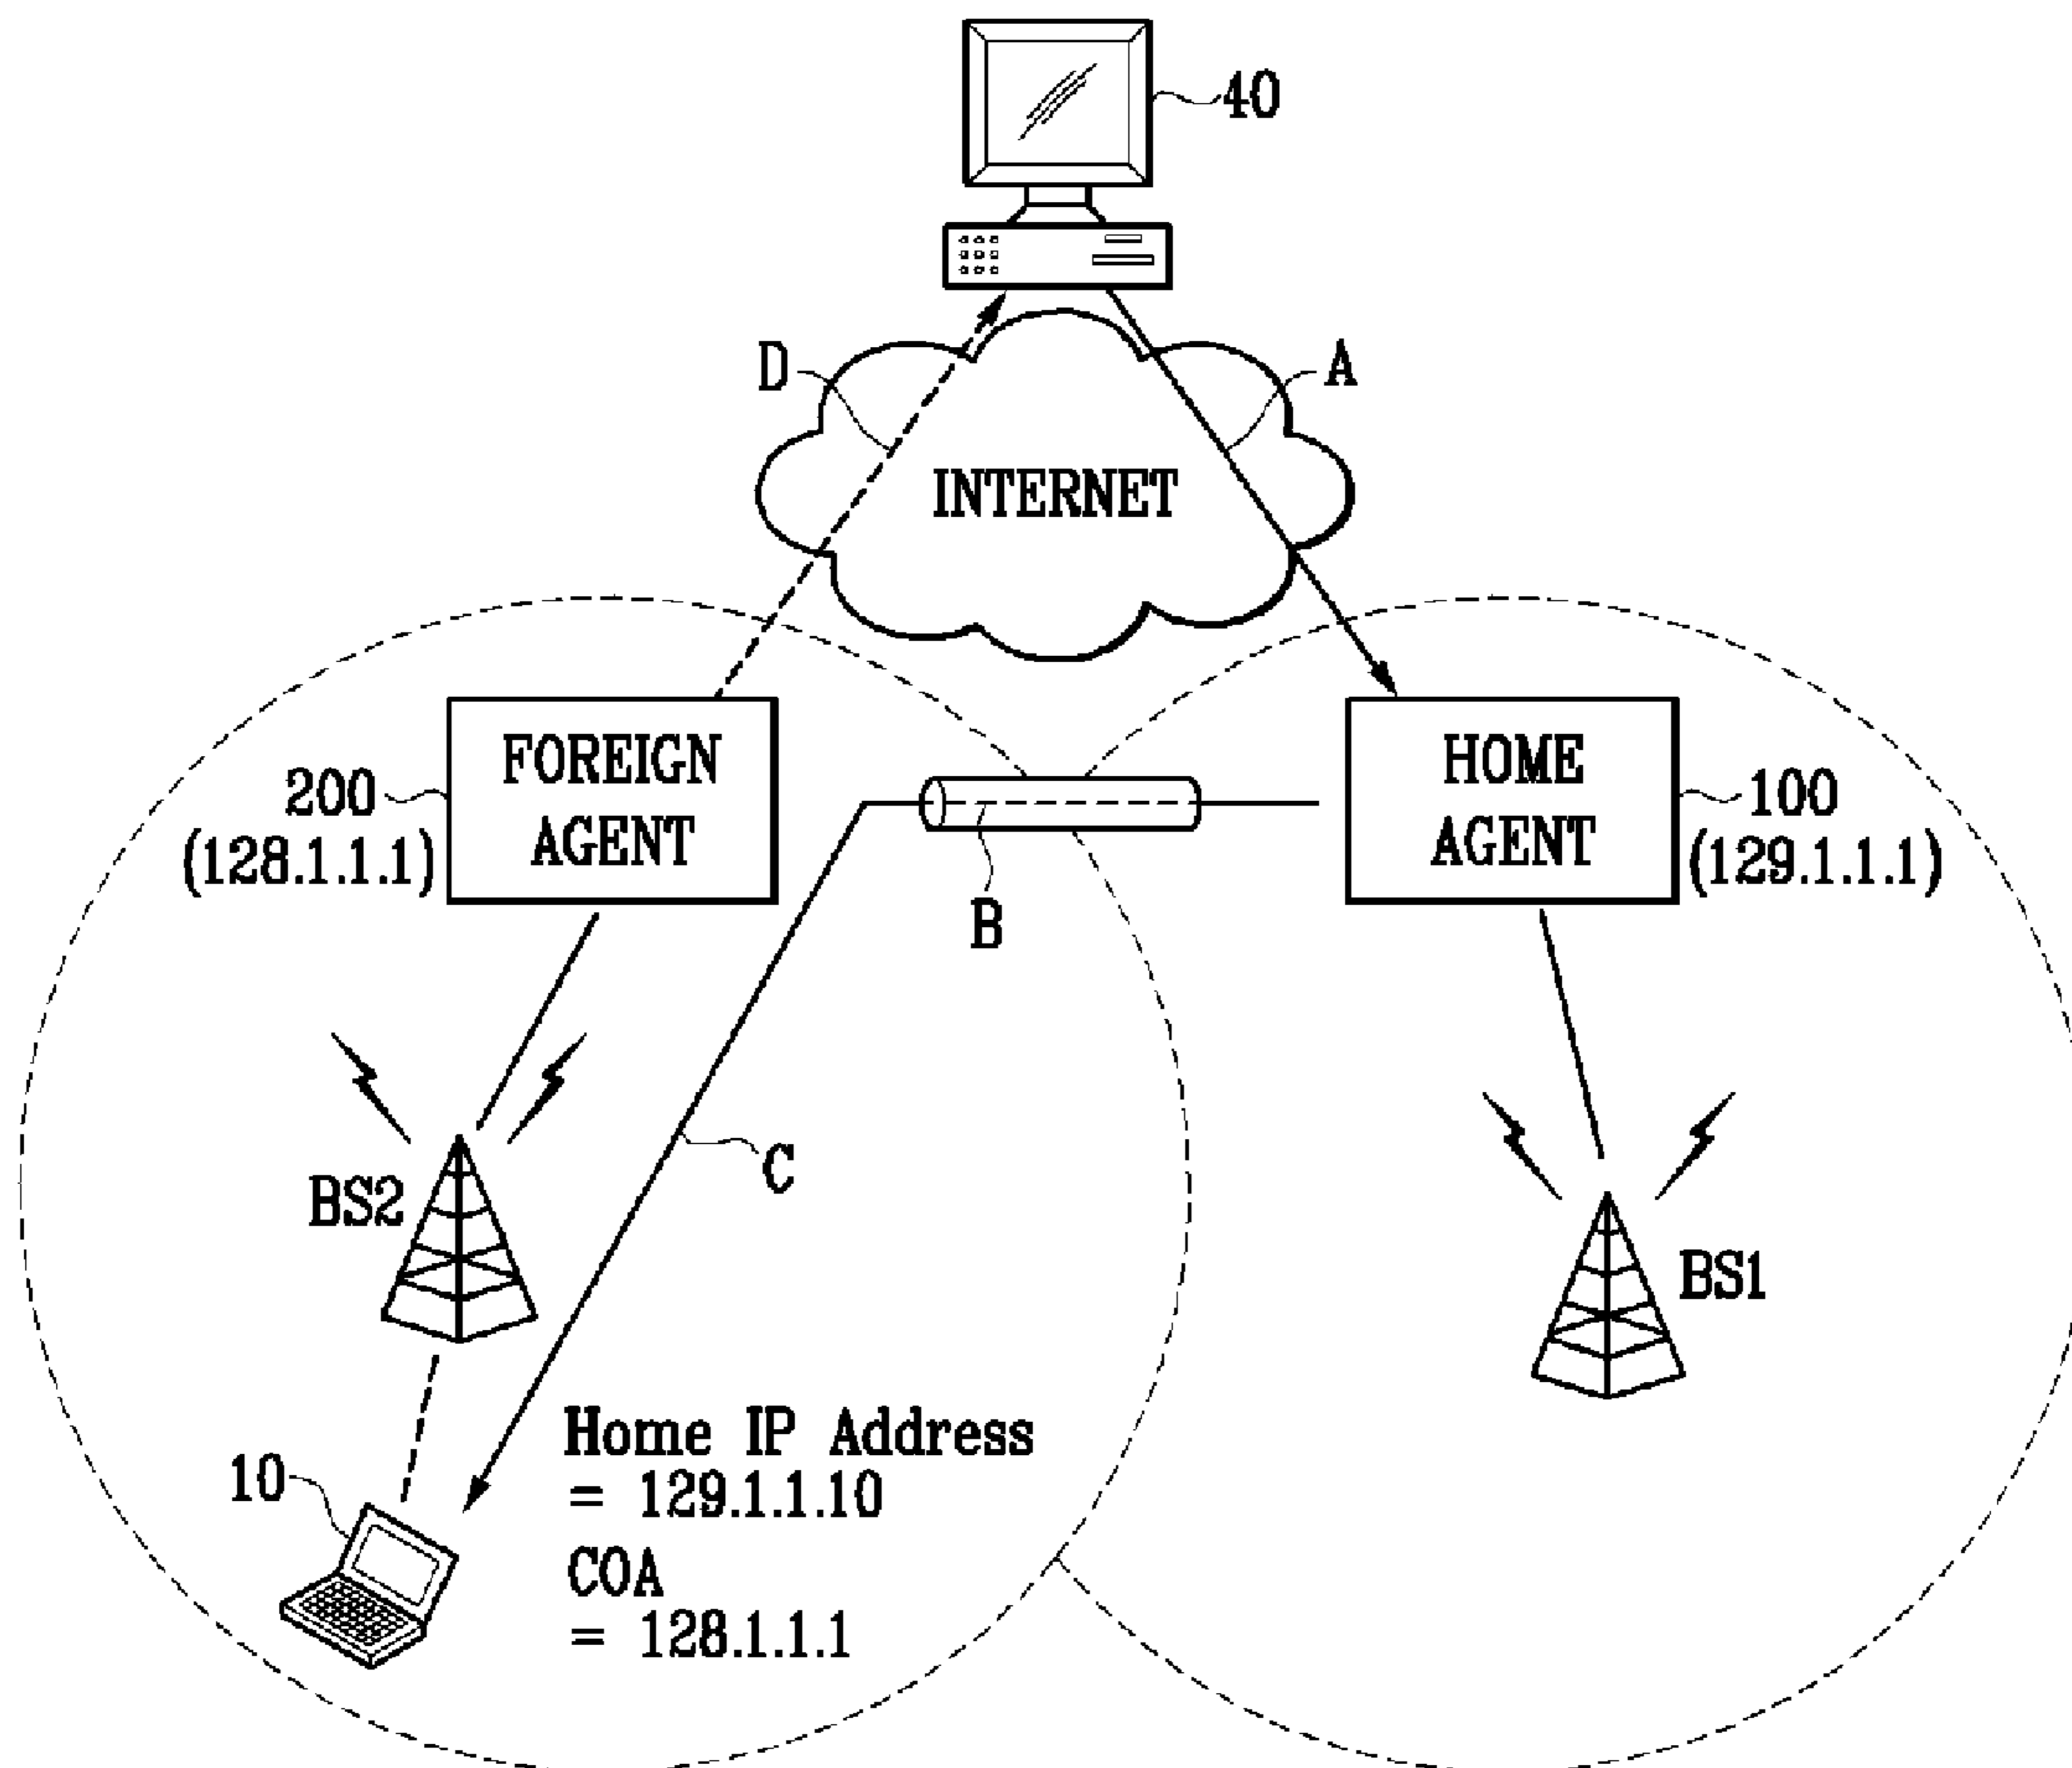 40
D
A
INTERNET
FOREIGN
AGENT
200
(128.1.1.1)
HOME
AGENT
100
(129.1.1.1)
B
C
BS2
BS1
10
Home IP Address
= 129.1.1.10
COA
= 128.1.1.1